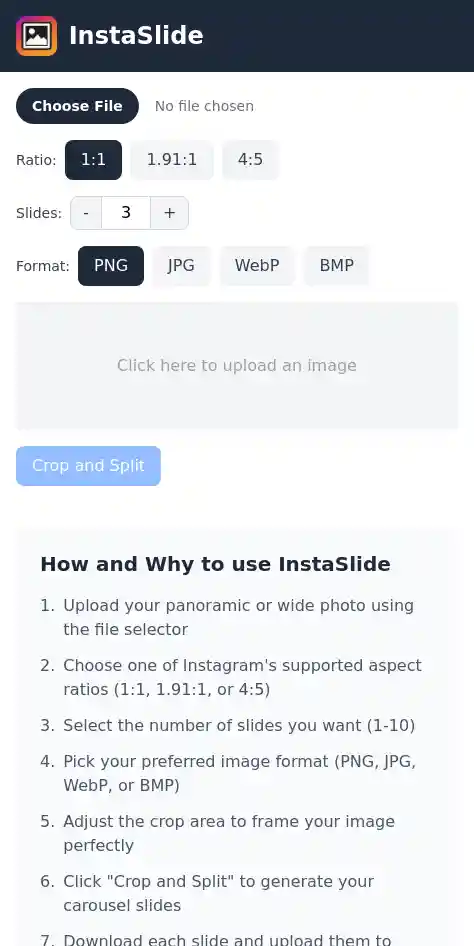 InstaSlide
Choose File No file chosen
Ratio: 1:1 1.91:1 4:5
Slides: - 3 +
Format: PNG JPG WebP BMP
Click here to upload an image
Crop and Split
How and Why to use InstaSlide
1. Upload your panoramic or wide photo using
the file selector
2. Choose one of Instagram's supported aspect
ratios (1:1, 1.91:1, or 4:5)
3. Select the number of slides you want (1-10)
4. Pick your preferred image format (PNG, JPG,
WebP, or BMP)
5. Adjust the crop area to frame your image
perfectly
6. Click "Crop and Split" to generate your
carousel slides
7. Download each slide and upload them to